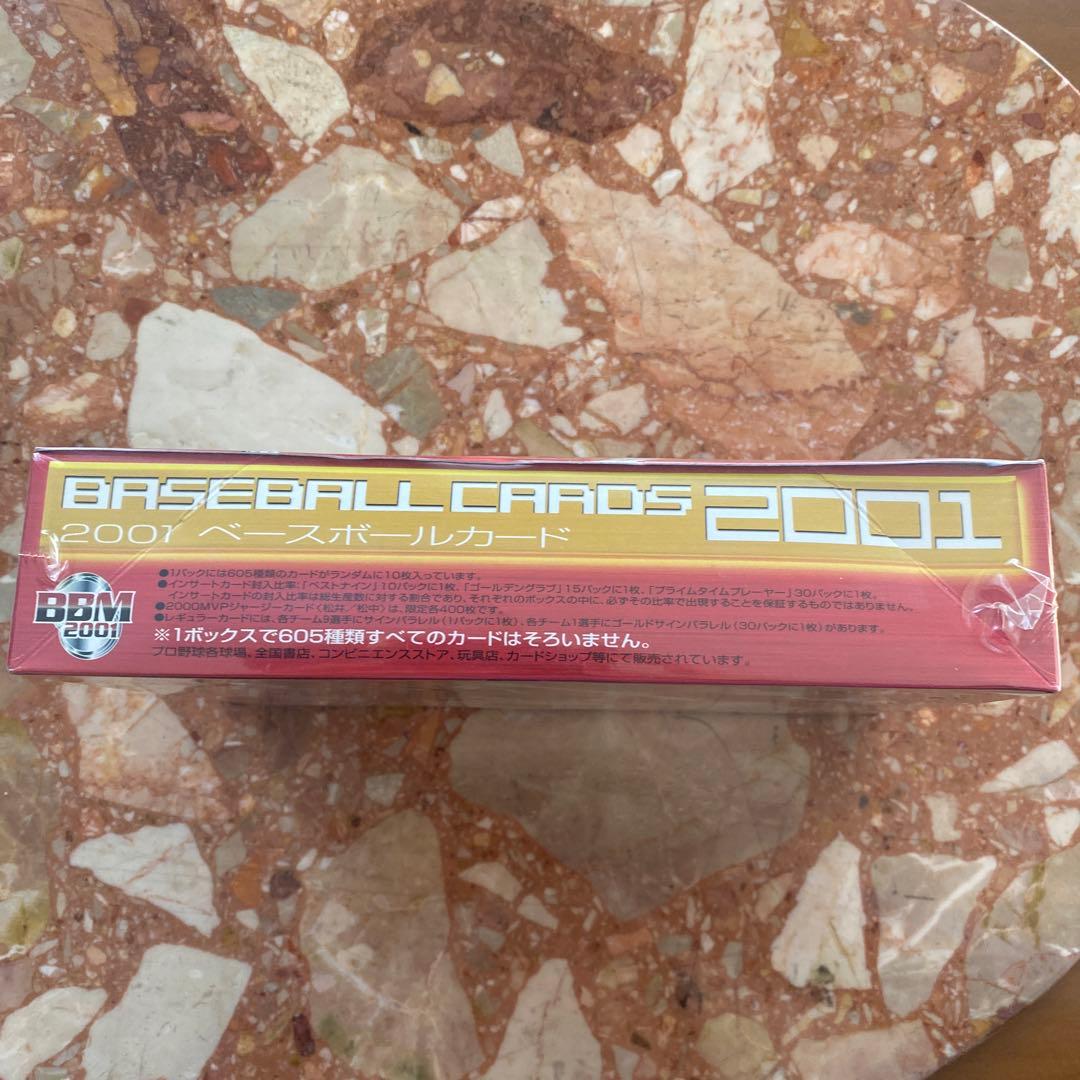 BASEBALL CARDS 2001
2001 ベースボールカード
●1パックには605種類のカードがランダムに10枚入っています。
●インサートカード封入比率:「ベストナイン」10パックに1枚、「ゴールデングラブ」15パックに1枚、「プライムタイムプレーヤー」30パックに1枚。
インサートカードの封入比率は総生産数に対する割合であり、それぞれのボックスの中に、必ずその比率で出現することを保証するものではありません。
●2000MVPジャージーカード〈松井/松中〉は、限定各400枚です。
●レギュラーカードには、各チーム9選手にサインパラレル(1パックに1枚)、各チーム1選手にゴールドサインパラレル(30パックに1枚)があります。
※1ボックスで605種類すべてのカードはそろいません。
プロ野球各球場、全国書店、コンビニエンスストア、玩具店、カードショップ等にて販売されています。
BBM
2001